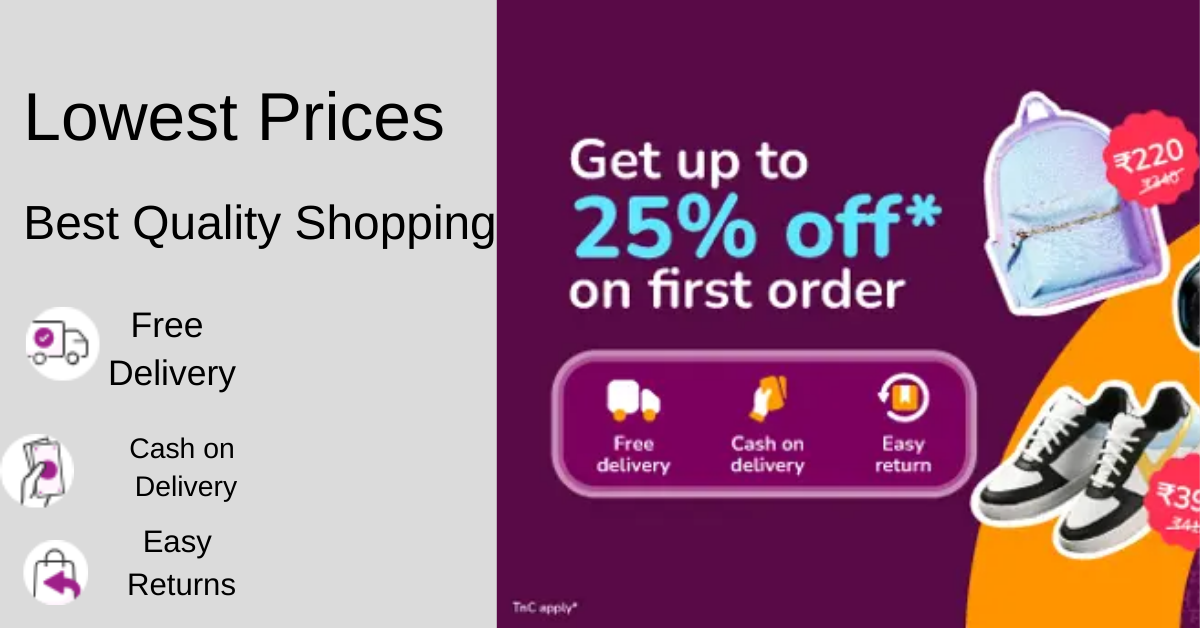 Lowest Prices
Best Quality Shopping
Free
Delivery
Cash on
Delivery
Easy
Returns
Get up to
25% off*
on first order
Free
delivery
Cash on
delivery
Easy
return
₹220
TnC apply*